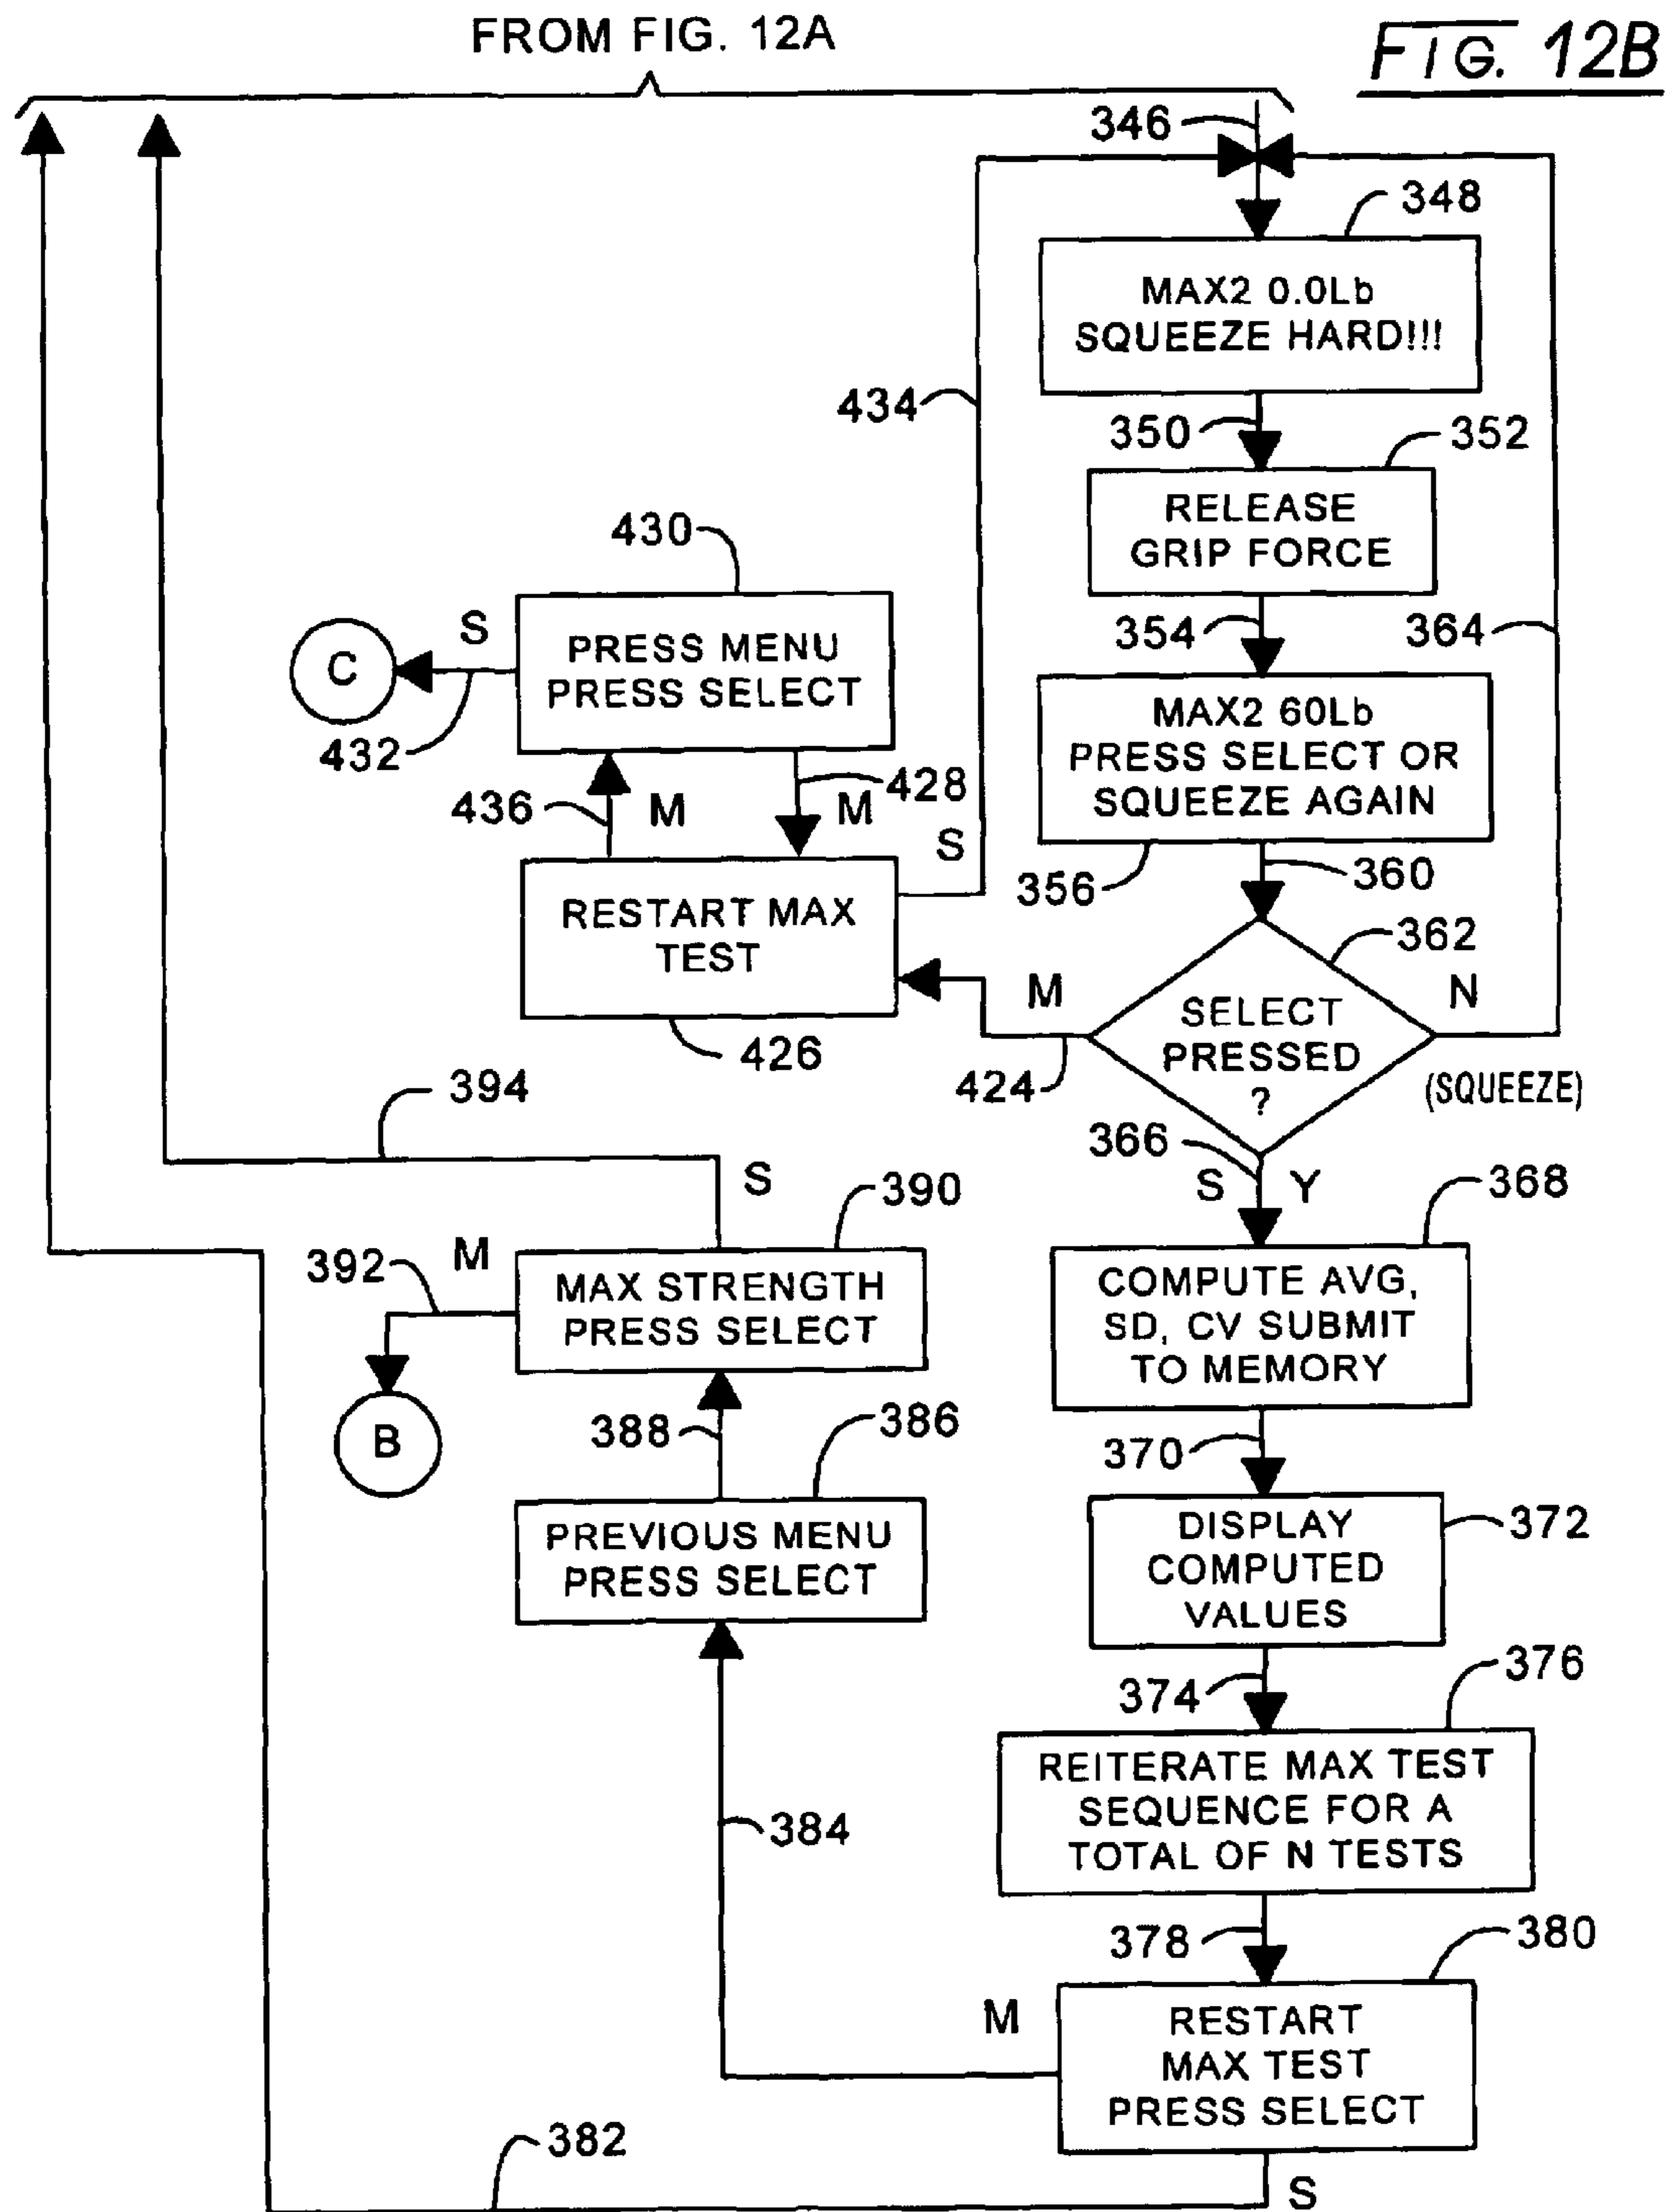 FROM FIG. 12A
FIG. 12B
346
348
MAX2 0.0Lb
SQUEEZE HARD!!!
434
350
352
RELEASE
GRIP FORCE
430
354
364
PRESS MENU
PRESS SELECT
S
C
432
MAX2 60Lb
PRESS SELECT OR
SQUEEZE AGAIN
436
M
428
M
S
356
360
RESTART MAX
TEST
426
362
M
N
SELECT
PRESSED
?
424
(SQUEEZE)
394
366
S
Y
368
S
390
392
M
MAX STRENGTH
PRESS SELECT
B
COMPUTE AVG,
SD, CV SUBMIT
TO MEMORY
388
386
370
PREVIOUS MENU
PRESS SELECT
DISPLAY
COMPUTED
VALUES
372
374
376
REITERATE MAX TEST
SEQUENCE FOR A
TOTAL OF N TESTS
384
378
380
M
RESTART
MAX TEST
PRESS SELECT
382
S